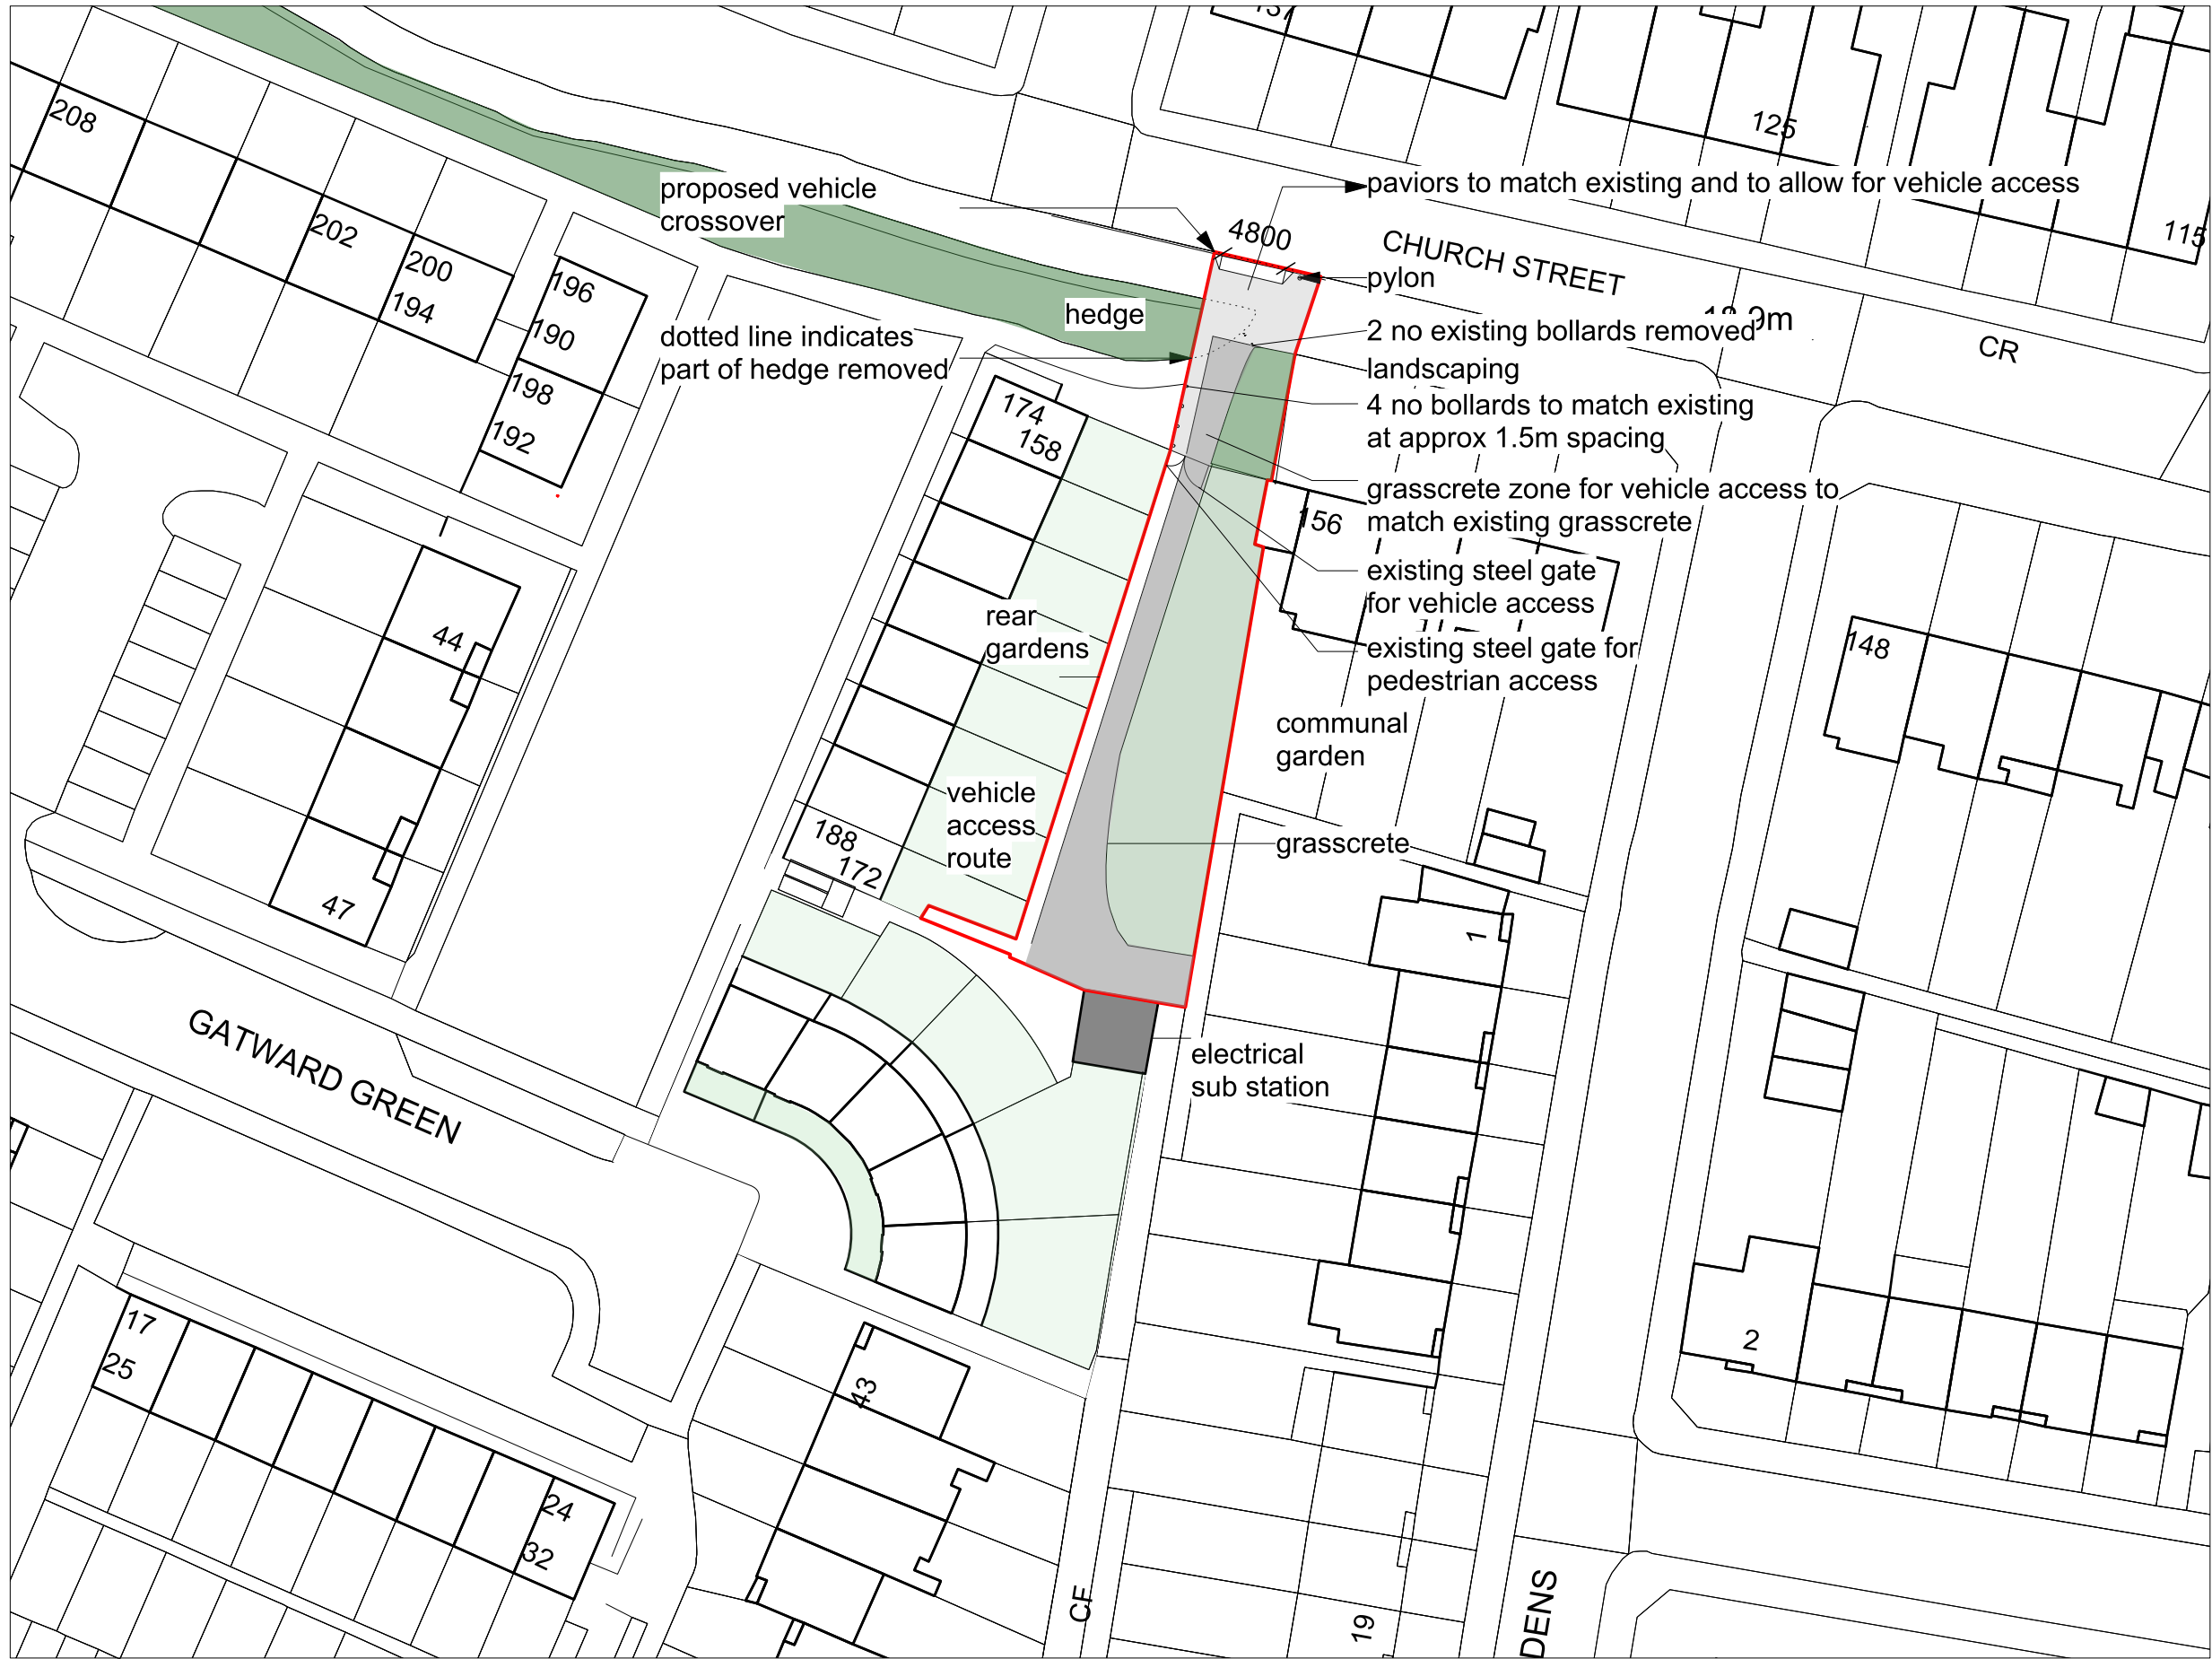 137
208
125
115
proposed vehicle
crossover
paviors to match existing and to allow for vehicle access
202
200
194
196
190
198
192
4800
CHURCH STREET
pylon
hedge
2 no existing bollards removed
CR
dotted line indicates
part of hedge removed
landscaping
4 no bollards to match existing
at approx 1.5m spacing
174
158
grasscrete zone for vehicle access to
match existing grasscrete
156
existing steel gate
for vehicle access
44
rear
gardens
existing steel gate for
pedestrian access
148
communal
garden
vehicle
access
route
188
172
grasscrete
47
1
GATWARD GREEN
electrical
sub station
17
25
2
43
24
32
CF
19
DENS